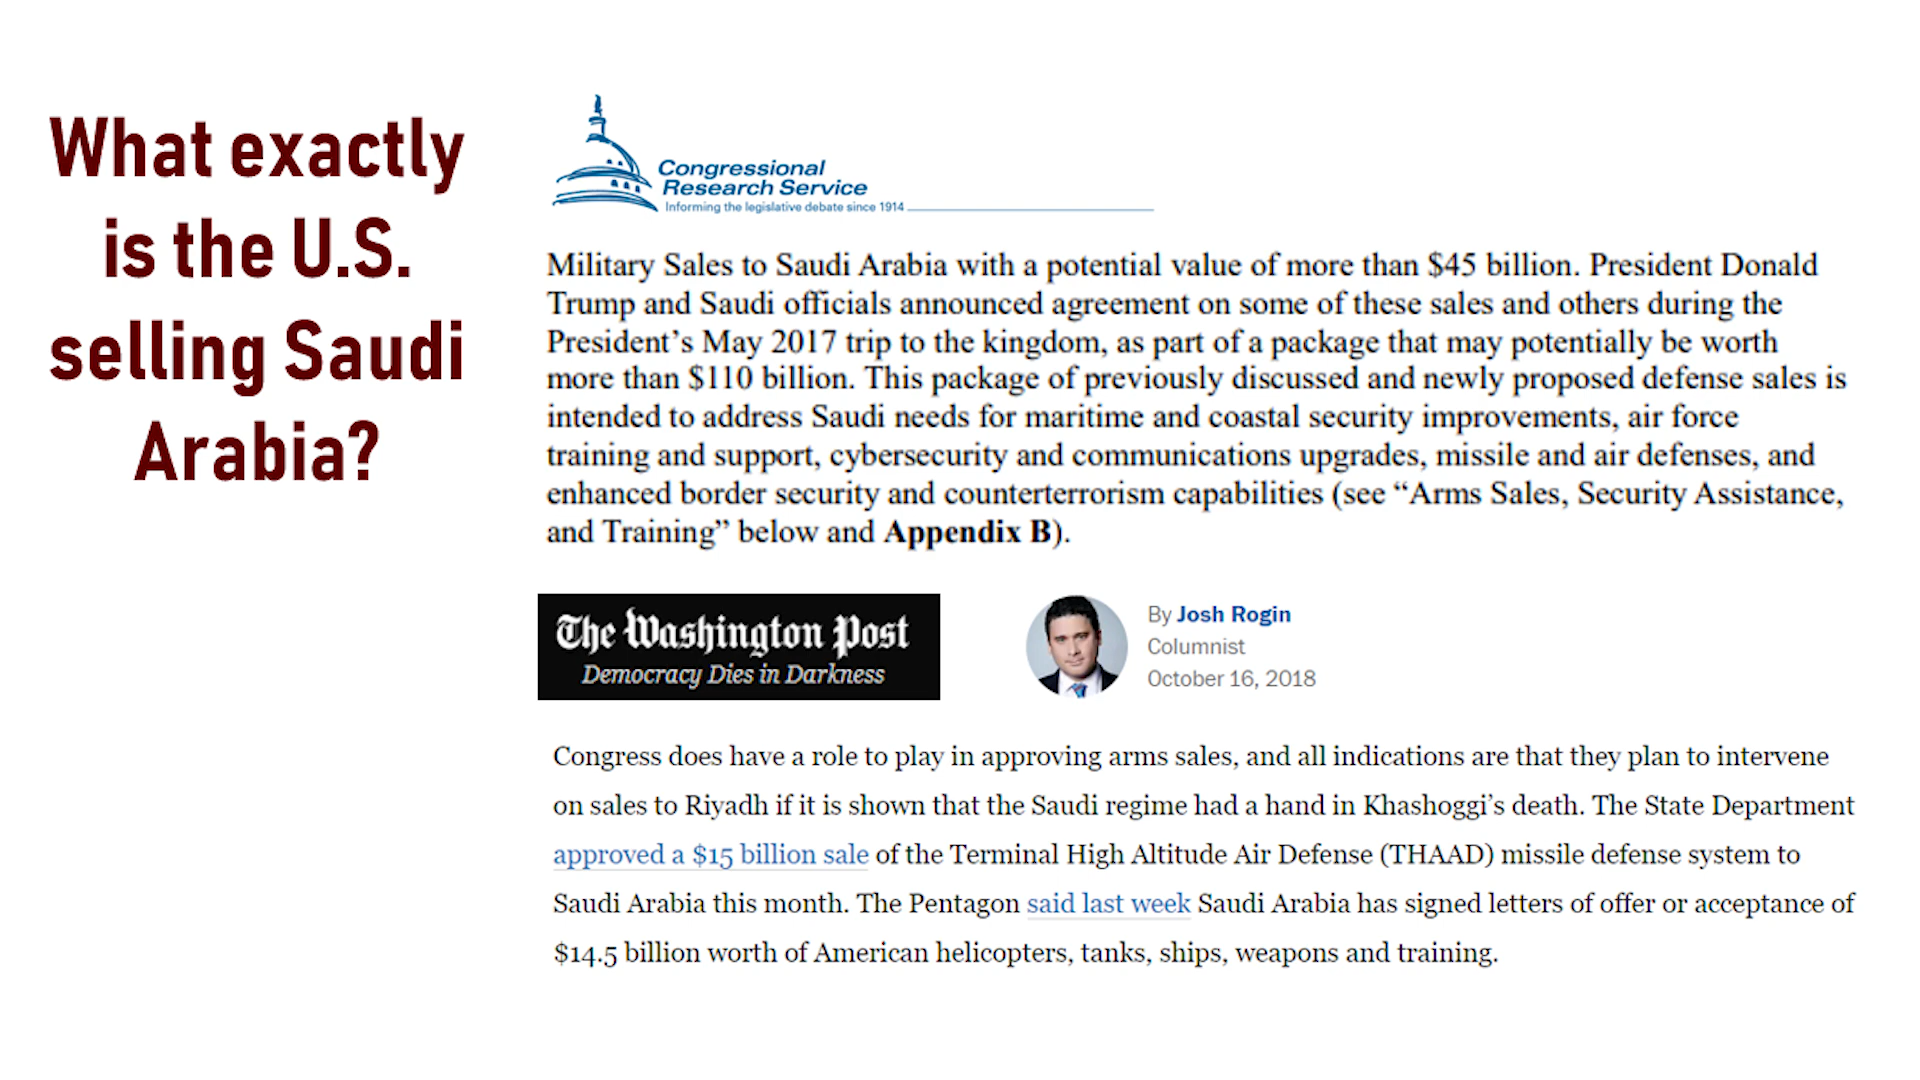 What exactly
is the U.S.
selling Saudi
Arabia?
Congressional
Research Service
Informing the legislative debate since 1914
Military Sales to Saudi Arabia with a potential value of more than $45 billion. President Donald
Trump and Saudi officials announced agreement on some of these sales and others during the
President’s May 2017 trip to the kingdom, as part of a package that may potentially be worth
more than $110 billion. This package of previously discussed and newly proposed defense sales is
intended to address Saudi needs for maritime and coastal security improvements, air force
training and support, cybersecurity and communications upgrades, missile and air defenses, and
enhanced border security and counterterrorism capabilities (see “Arms Sales, Security Assistance,
and Training” below and Appendix B).
The Washington Post
Democracy Dies in Darkness
By Josh Rogin
Columnist
October 16, 2018
Congress does have a role to play in approving arms sales, and all indications are that they plan to intervene
on sales to Riyadh if it is shown that the Saudi regime had a hand in Khashoggi’s death. The State Department
approved a $15 billion sale of the Terminal High Altitude Air Defense (THAAD) missile defense system to
Saudi Arabia this month. The Pentagon said last week Saudi Arabia has signed letters of offer or acceptance of
$14.5 billion worth of American helicopters, tanks, ships, weapons and training.